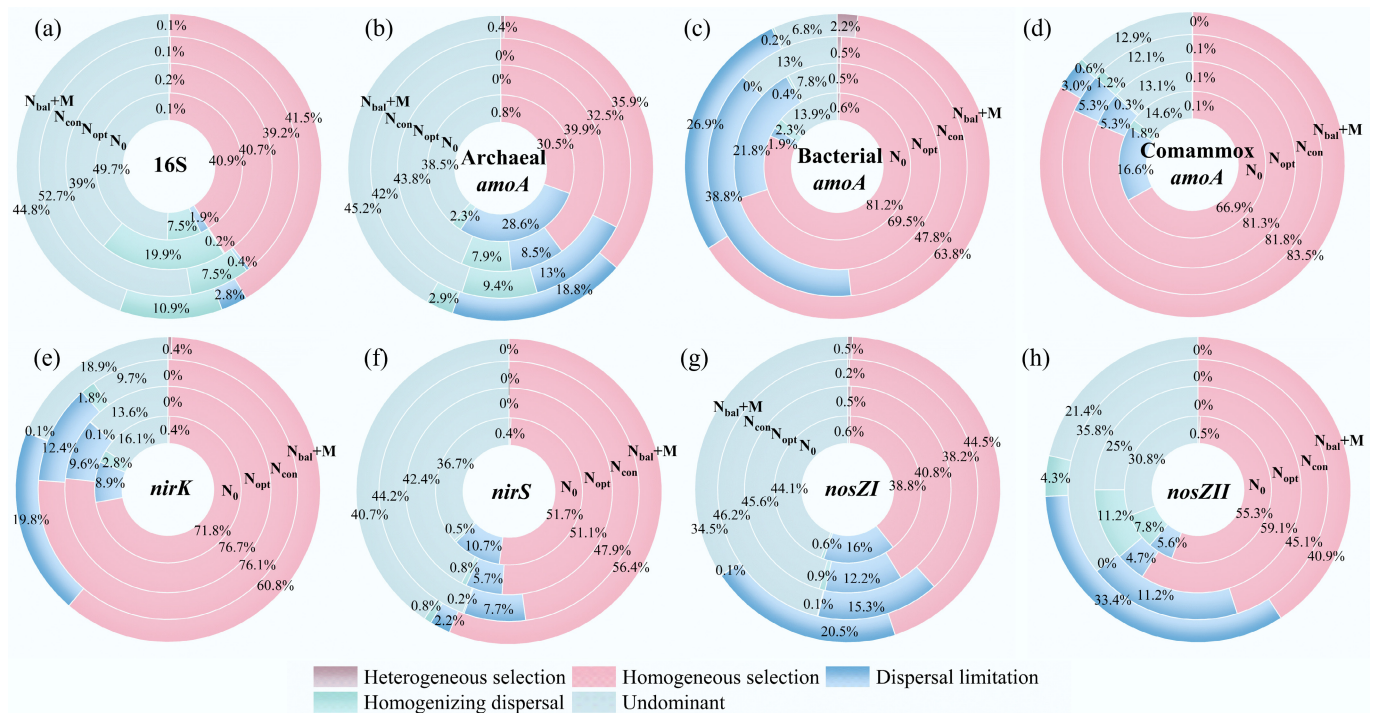 (a)
0.1%
0.1%
0.2%
0.1%
N0
Nopt
Ncon
Nbal+M
16S
41.5%
39.2%
40.7%
40.9%
49.7%
39%
52.7%
44.8%
1.9%
7.5%
0.2%
19.9%
0.4%
7.5%
2.8%
10.9%
(b)
0.4%
0%
0%
0.8%
Nbal+M
Ncon
Nopt
N0
Archaeal
amoA
35.9%
32.5%
39.9%
30.5%
38.5%
43.8%
42%
45.2%
2.3%
28.6%
7.9%
8.5%
9.4%
13%
2.9%
18.8%
(c)
6.8%
2.2%
0.2%
13%
0.5%
0%
7.8%
0.5%
0.4%
13.9%
0.6%
2.3%
1.9%
21.8%
26.9%
38.8%
Bacterial
amoA
N0
Nopt
Ncon
Nbal+M
81.2%
69.5%
47.8%
63.8%
(d)
0%
12.9%
0.1%
12.1%
0.1%
13.1%
0.1%
14.6%
0.6%
3.0%
1.2%
5.3%
0.3%
5.3%
1.8%
16.6%
Comammox
amoA
N0
Nopt
Ncon
Nbal+M
66.9%
81.3%
81.8%
83.5%
(e)
0.4%
18.9%
0%
9.7%
0%
13.6%
0.4%
16.1%
1.8%
0.1%
12.4%
0.1%
9.6%
2.8%
8.9%
19.8%
nirK
N0
Nopt
Ncon
Nbal+M
71.8%
76.7%
76.1%
60.8%
(f)
0%
0%
0%
0.4%
nirS
N0
Nopt
Ncon
Nbal+M
36.7%
42.4%
44.2%
40.7%
51.7%
51.1%
47.9%
56.4%
0.5%
10.7%
0.8%
5.7%
0.2%
7.7%
0.8%
2.2%
(g)
0.5%
0.2%
0.5%
0.6%
Nbal+M
Ncon
Nopt
N0
nosZI
44.5%
38.2%
40.8%
38.8%
44.1%
45.6%
46.2%
34.5%
0.6%
16%
0.9%
12.2%
0.1%
15.3%
0.1%
20.5%
(h)
0%
0%
0%
0.5%
21.4%
35.8%
25%
30.8%
nosZII
N0
Nopt
Ncon
Nbal+M
55.3%
59.1%
45.1%
40.9%
4.3%
11.2%
7.8%
5.6%
4.7%
0%
11.2%
33.4%
Heterogeneous selection
Homogeneous selection
Dispersal limitation
Homogenizing dispersal
Undominant